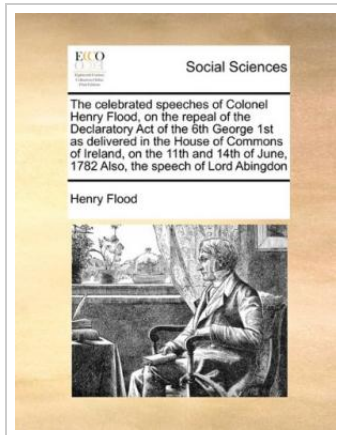 ECCO
Social Sciences
The celebrated speeches of Colonel
Henry Flood, on the repeal of the
Declaratory Act of the 6th George 1st
as delivered in the House of Commons
of Ireland, on the 11th and 14th of June,
1782 Also, the speech of Lord Abingdon
Henry Flood